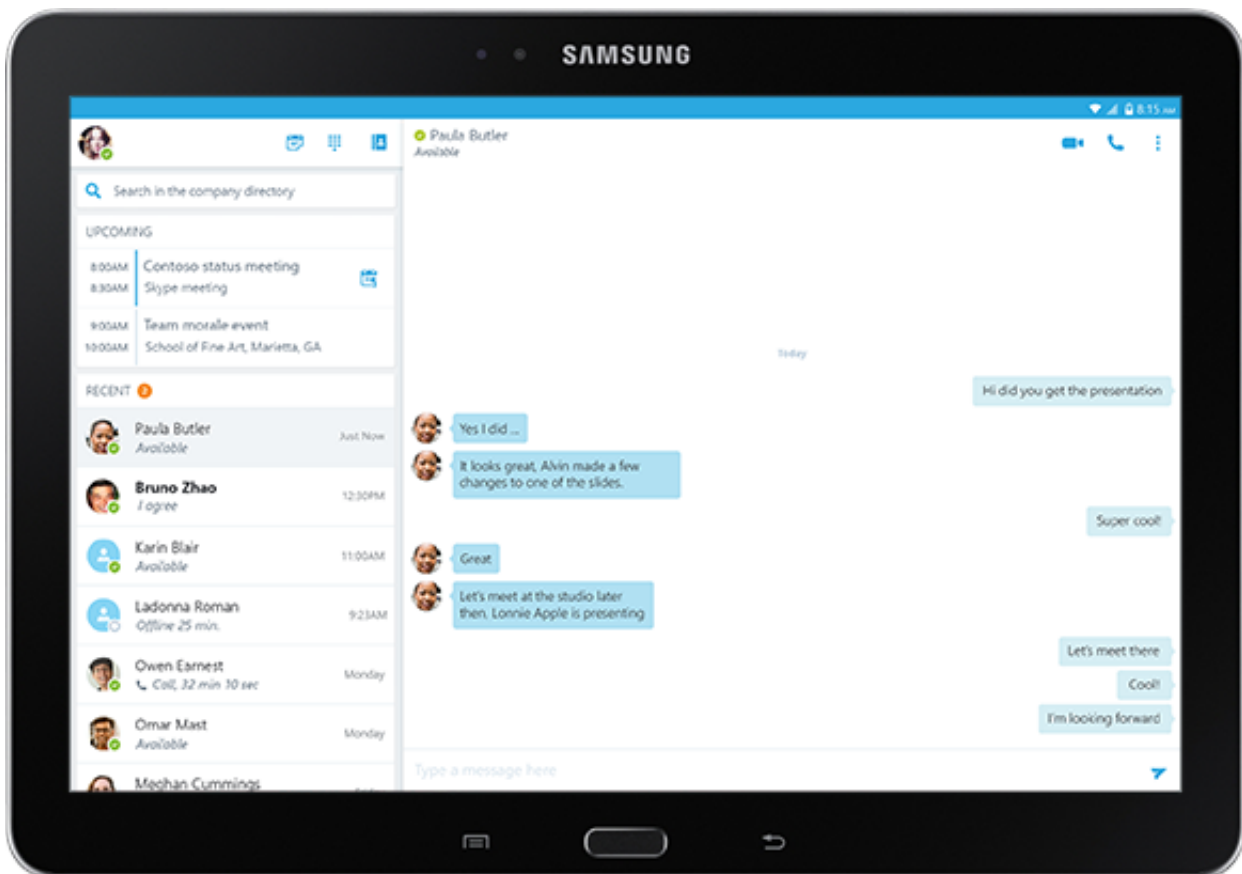 SAMSUNG
8:15 AM
Paula Butler
Available
Search in the company directory
UPCOMING
8:00AM Contoso status meeting
8:30AM Skype meeting
9:00AM Team morale event
10:00AM School of Fine Art, Marietta, GA
RECENT 2
Paula Butler
Available
Just Now
Bruno Zhao
I agree
12:30PM
Karin Blair
Available
11:00AM
Ladonna Roman
Offline 25 min.
9:23AM
Owen Earnest
Call, 32 min 10 sec
Monday
Omar Mast
Available
Monday
Meghan Cummings
Today
Hi did you get the presentation
Yes I did ...
It looks great, Alvin made a few
changes to one of the slides.
Super cool!
Great
Let's meet at the studio later
then. Lonnie Apple is presenting
Let's meet there
Cool!
I'm looking forward
Type a message here